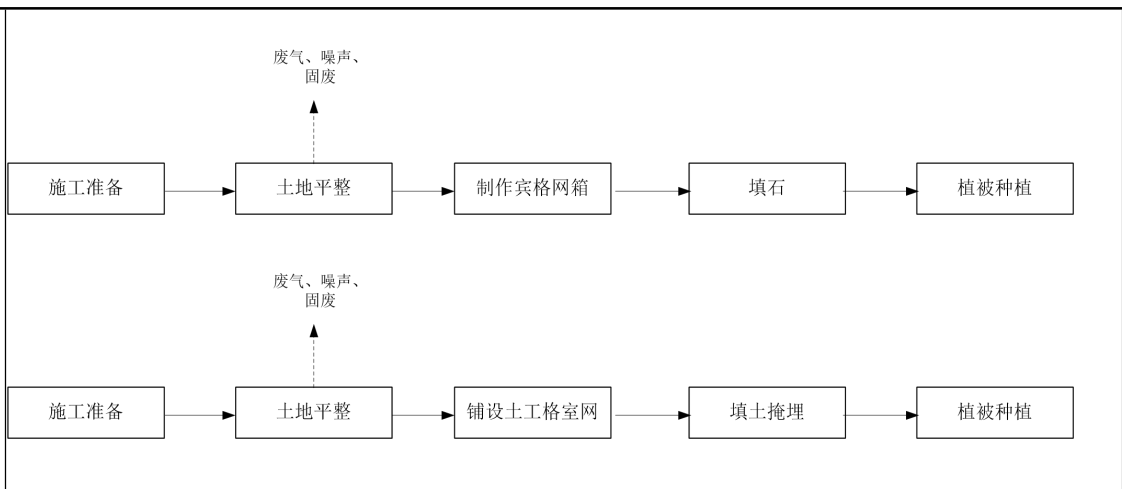 废气、噪声、
固废
施工准备
土地平整
制作宾格网箱
填石
植被种植
废气、噪声、
固废
施工准备
土地平整
铺设土工格室网
填土掩埋
植被种植